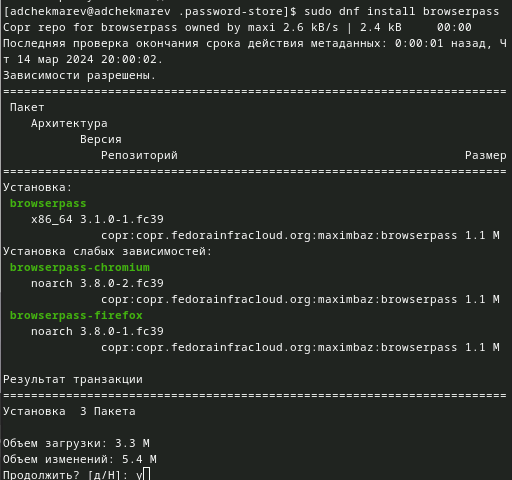 [adchekmarev@adchekmarev .password-store]$ sudo dnf install browserpass
Copr repo for browserpass owned by maxi 2.6 kB/s | 2.4 kB     00:00
Последняя проверка окончания срока действия метаданных: 0:00:01 назад, Ч
т 14 мар 2024 20:00:02.
Зависимости разрешены.
========================================================================
 Пакет
    Архитектура
           Версия
              Репозиторий                                         Размер
========================================================================
Установка:
 browserpass
    x86_64 3.1.0-1.fc39
              copr:copr.fedorainfracloud.org:maximbaz:browserpass 1.1 M
Установка слабых зависимостей:
 browserpass-chromium
    noarch 3.8.0-2.fc39
              copr:copr.fedorainfracloud.org:maximbaz:browserpass 1.1 M
 browserpass-firefox
    noarch 3.8.0-1.fc39
              copr:copr.fedorainfracloud.org:maximbaz:browserpass 1.1 M

Результат транзакции
========================================================================
Установка  3 Пакета

Объем загрузки: 3.3 M
Объем изменений: 5.4 M
Продолжить? [д/Н]: y